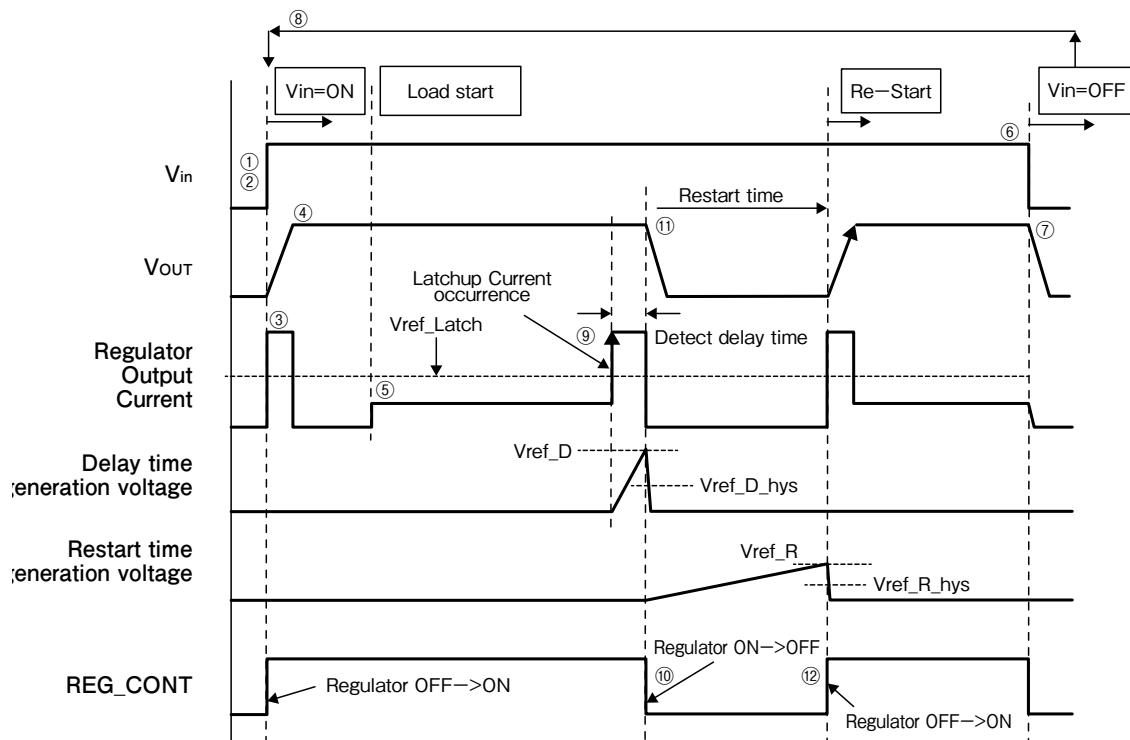 ⑧
Vin=ON
Load start
Re-Start
Vin=OFF
Vin
①
②
⑥
Restart time
④
⑪
⑦
VOUT
Latchup Current
occurrence
Vref_Latch
③
⑨
Detect delay time
Regulator
Output
Current
⑤
Delay time
generation voltage
Vref_D
Vref_D_hys
Restart time
generation voltage
Vref_R
Vref_R_hys
REG_CONT
Regulator OFF->ON
Regulator ON->OFF
⑩
⑫
Regulator OFF->ON